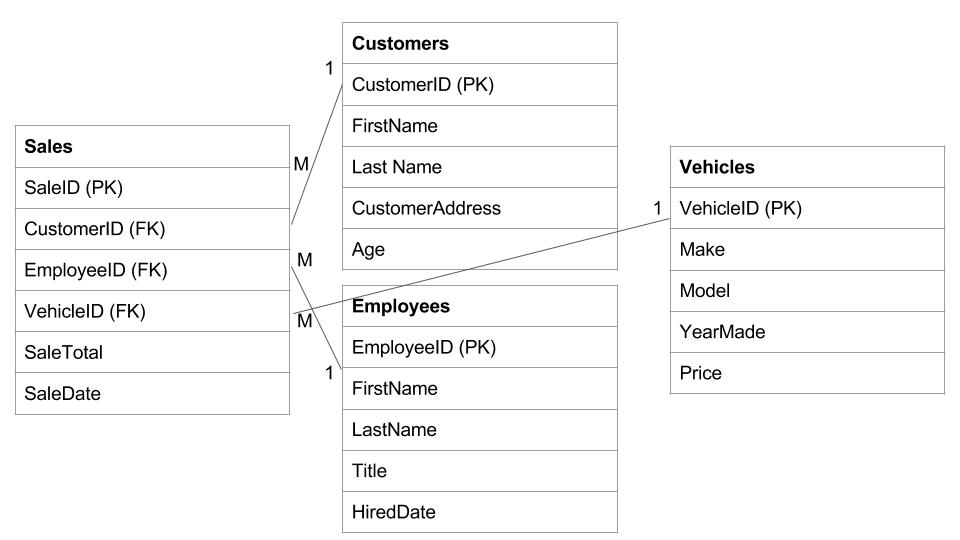 Customers
CustomerID (PK)
FirstName
Last Name
CustomerAddress
Age
1
Sales
SaleID (PK)
CustomerID (FK)
EmployeeID (FK)
VehicleID (FK)
SaleTotal
SaleDate
M
M
M
Employees
EmployeeID (PK)
FirstName
LastName
Title
HiredDate
1
Vehicles
VehicleID (PK)
Make
Model
YearMade
Price
1